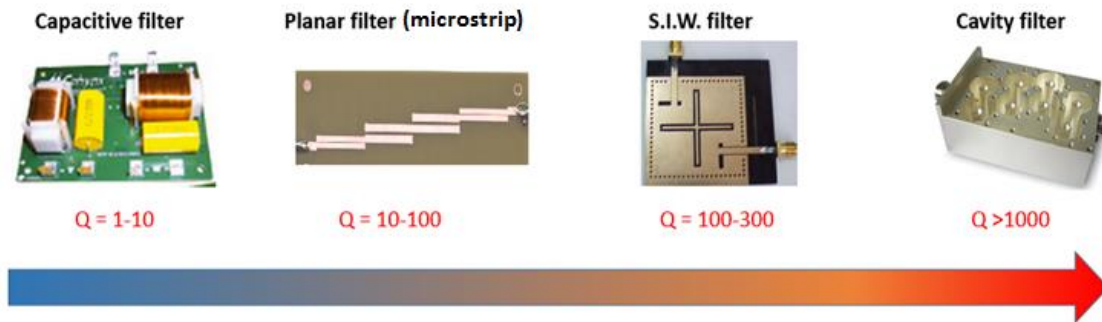 Capacitive filter
Planar filter (microstrip)
S.I.W. filter
Cavity filter
Q = 1-10
Q = 10-100
Q = 100-300
Q >1000